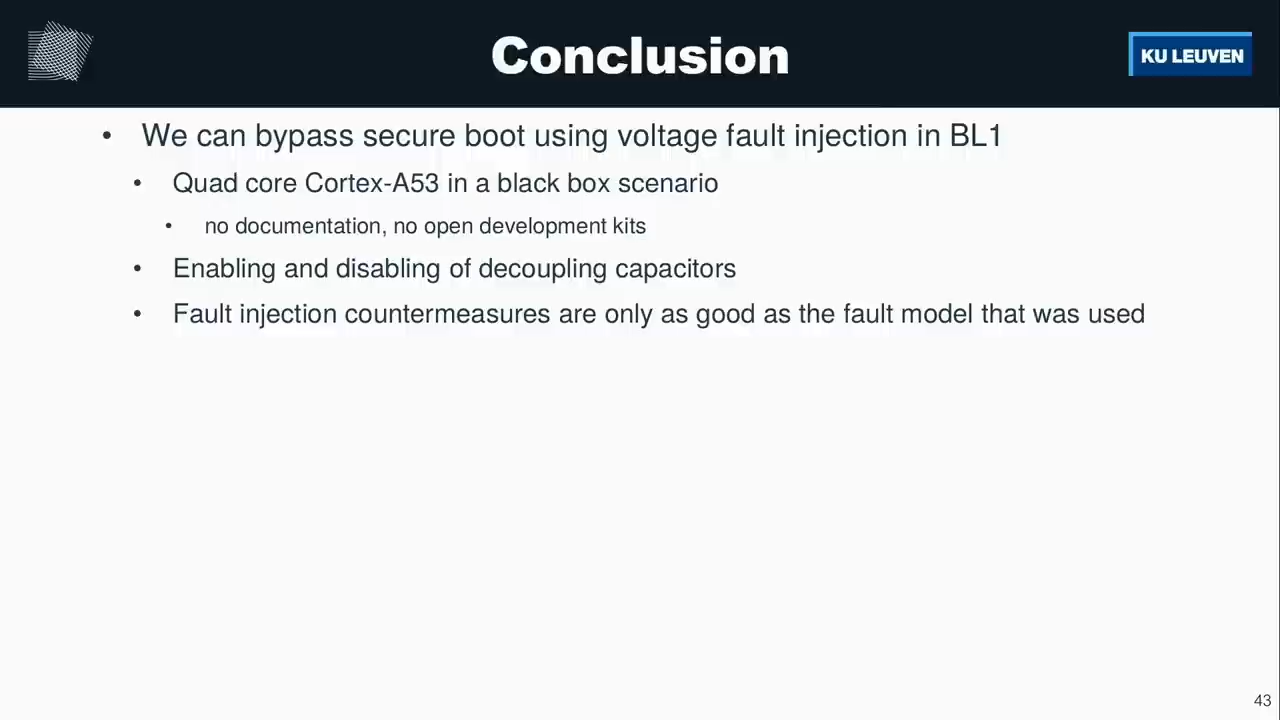 Conclusion
KU LEUVEN
• We can bypass secure boot using voltage fault injection in BL1
• Quad core Cortex-A53 in a black box scenario
• no documentation, no open development kits
• Enabling and disabling of decoupling capacitors
• Fault injection countermeasures are only as good as the fault model that was used
43